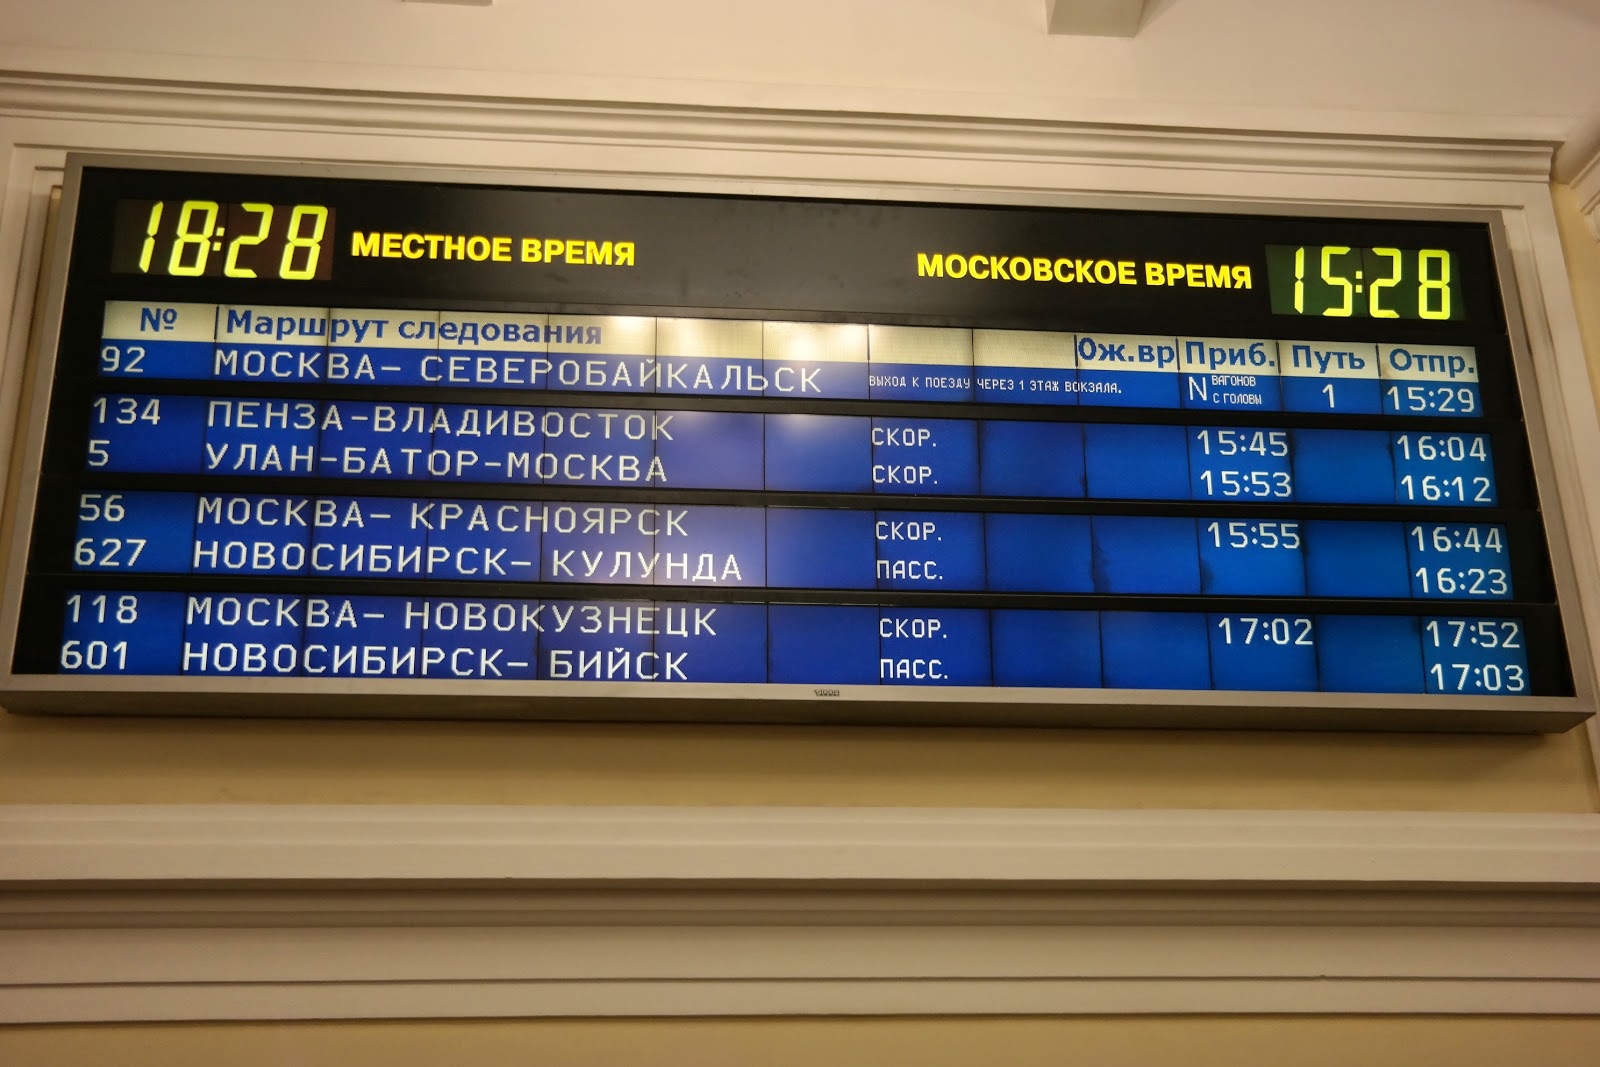 18:28 МЕСТНОЕ ВРЕМЯ МОСКОВСКОЕ ВРЕМЯ 15:28
№ Маршрут следования Ож.вр Приб. Путь Отпр.
92 МОСКВА- СЕВЕРОБАЙКАЛЬСК ВЫХОД К ПОЕЗДУ ЧЕРЕЗ 1 ЭТАЖ ВОКЗАЛА. N ВАГОНОВ С ГОЛОВЫ 1 15:29
134 ПЕНЗА-ВЛАДИВОСТОК СКОР. 15:45 16:04
5 УЛАН-БАТОР-МОСКВА СКОР. 15:53 16:12
56 МОСКВА- КРАСНОЯРСК СКОР. 15:55 16:44
627 НОВОСИБИРСК- КУЛУНДА ПАСС. 16:23
118 МОСКВА- НОВОКУЗНЕЦК СКОР. 17:02 17:52
601 НОВОСИБИРСК- БИЙСК ПАСС. 17:03